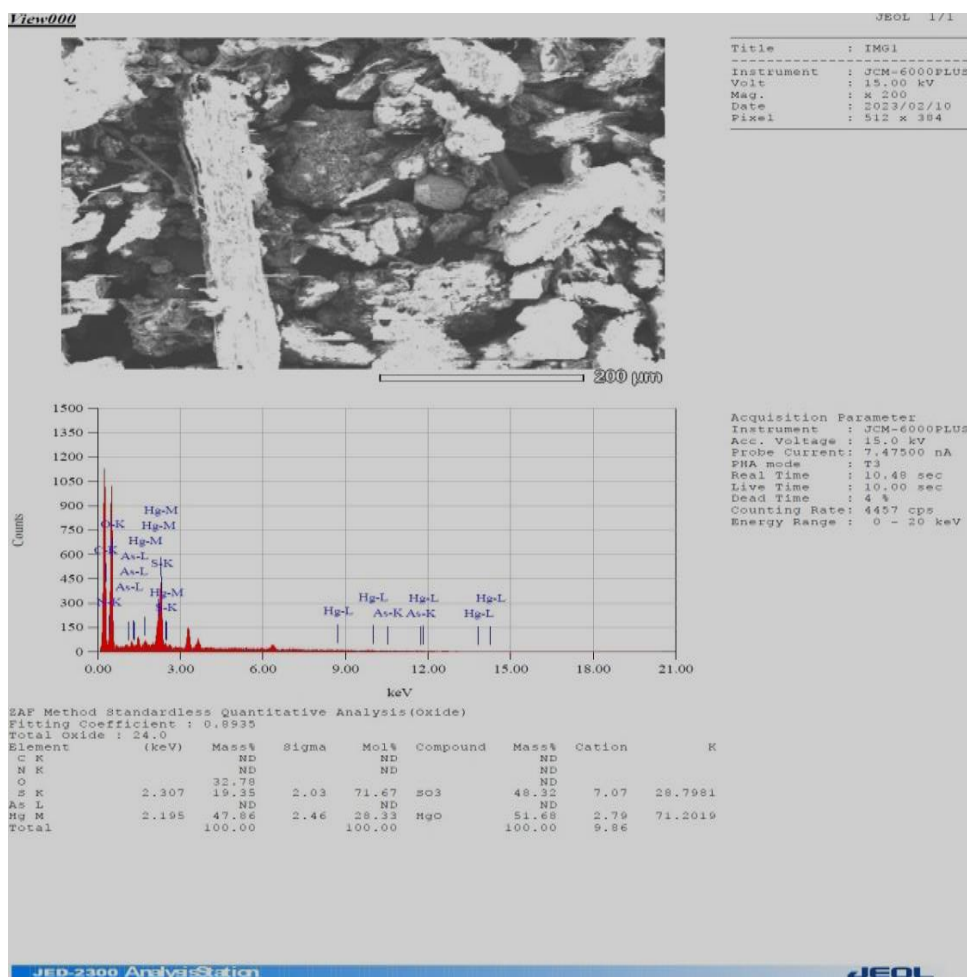 View000
JEOL 1/1
Title : IMG1
Instrument : JCM-6000PLUS
Volt : 15.00 kV
Mag. : x 200
Date : 2023/02/10
Pixel : 512 x 384
200 µm
1500
1350
1200
1050
900
750
600
450
300
150
0
Counts
Hg-M
O-K
Hg-M
Hg-M
C-K
As-L
S-K
As-L
As-L
Hg-M
N-K
S-K
Hg-L
Hg-L
Hg-L
Hg-L
As-K
As-K
Hg-L
0.00
3.00
6.00
9.00
12.00
15.00
18.00
21.00
keV
Acquisition Parameter
Instrument : JCM-6000PLUS
Acc. Voltage : 15.0 kV
Probe Current: 7.47500 nA
PHA mode : T3
Real Time : 10.48 sec
Live Time : 10.00 sec
Dead Time : 4 %
Counting Rate: 4457 cps
Energy Range : 0 - 20 keV
ZAF Method Standardless Quantitative Analysis(Oxide)
Fitting Coefficient : 0.8935
Total Oxide : 24.0
Element (keV) Mass% Sigma Mol% Compound Mass% Cation K
C K ND ND ND
N K ND ND ND
O 32.78 ND
S K 2.307 19.35 2.03 71.67 SO3 48.32 7.07 28.7981
As L ND ND ND
Hg M 2.195 47.86 2.46 28.33 HgO 51.68 2.79 71.2019
Total 100.00 100.00 100.00 9.86
JED-2300 AnalysisStation
JEOL